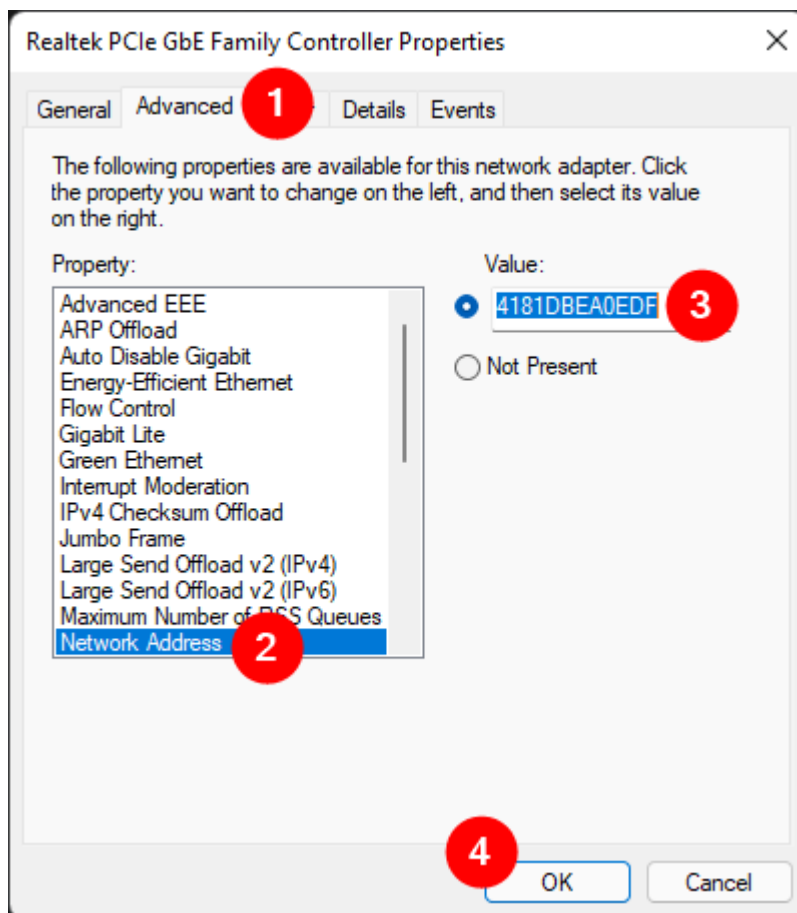 Realtek PCIe GbE Family Controller Properties
General Advanced 1 Details Events
The following properties are available for this network adapter. Click
the property you want to change on the left, and then select its value
on the right.
Property:
Value:
Advanced EEE
ARP Offload
Auto Disable Gigabit
Energy-Efficient Ethernet
Flow Control
Gigabit Lite
Green Ethernet
Interrupt Moderation
IPv4 Checksum Offload
Jumbo Frame
Large Send Offload v2 (IPv4)
Large Send Offload v2 (IPv6)
Maximum Number of RSS Queues
Network Address 2
4181DBEA0EDF 3
Not Present
4
OK Cancel